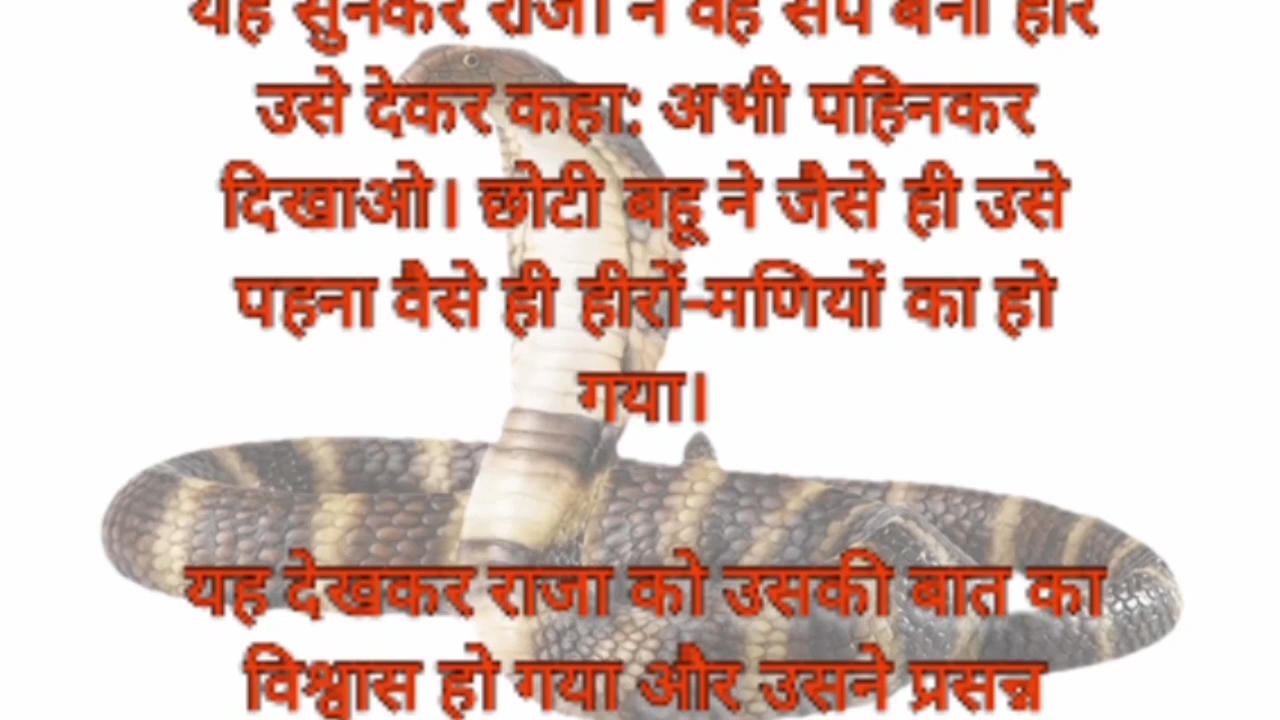 यह सुनकर राजा ने वह सर्प बना हार
उसे देकर कहा: अभी पहिनकर
दिखाओ। छोटी बहू ने जैसे ही उसे
पहना वैसे ही हीरों-मणियों का हो
गया।
यह देखकर राजा को उसकी बात का
विश्वास हो गया और उसने प्रसन्न